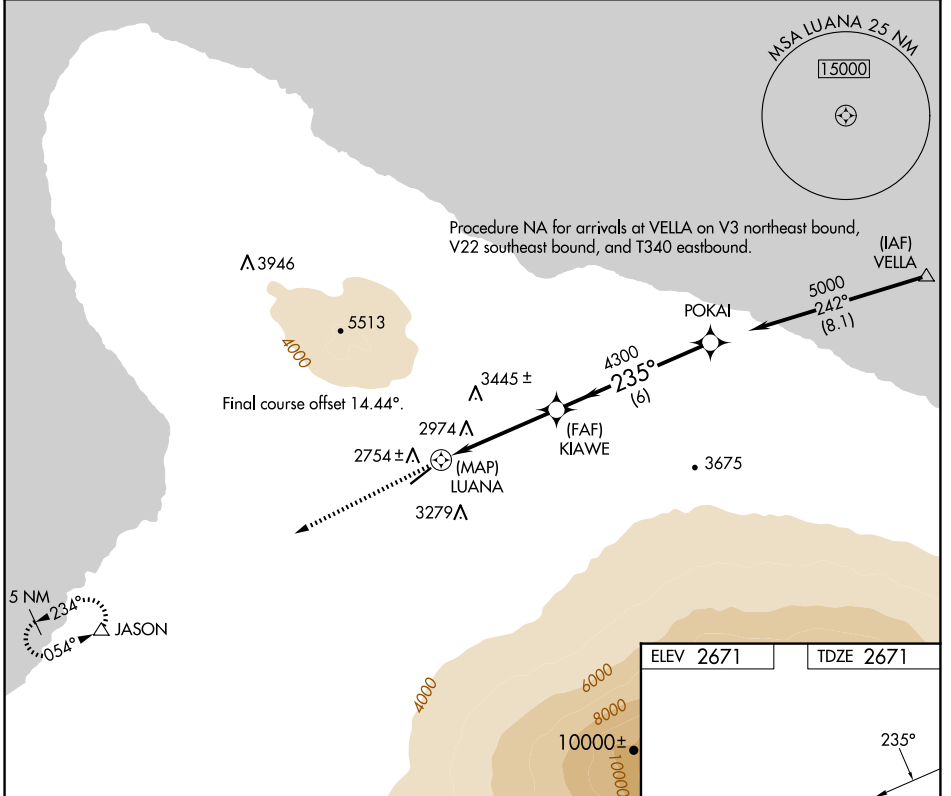 MSA LUANA 25 NM
15000
Procedure NA for arrivals at VELLA on V3 northeast bound,
V22 southeast bound, and T340 eastbound.
(IAF)
VELLA
5000
242°
(8.1)
POKAI
3946
5513
4000
4300
235°
(6)
3445 ±
Final course offset 14.44°.
2974
(FAF)
KIAWE
2754 ±
(MAP)
LUANA
3675
3279
5 NM
234°
054°
JASON
ELEV 2671
TDZE 2671
4000
6000
8000
10000±
10000
235°